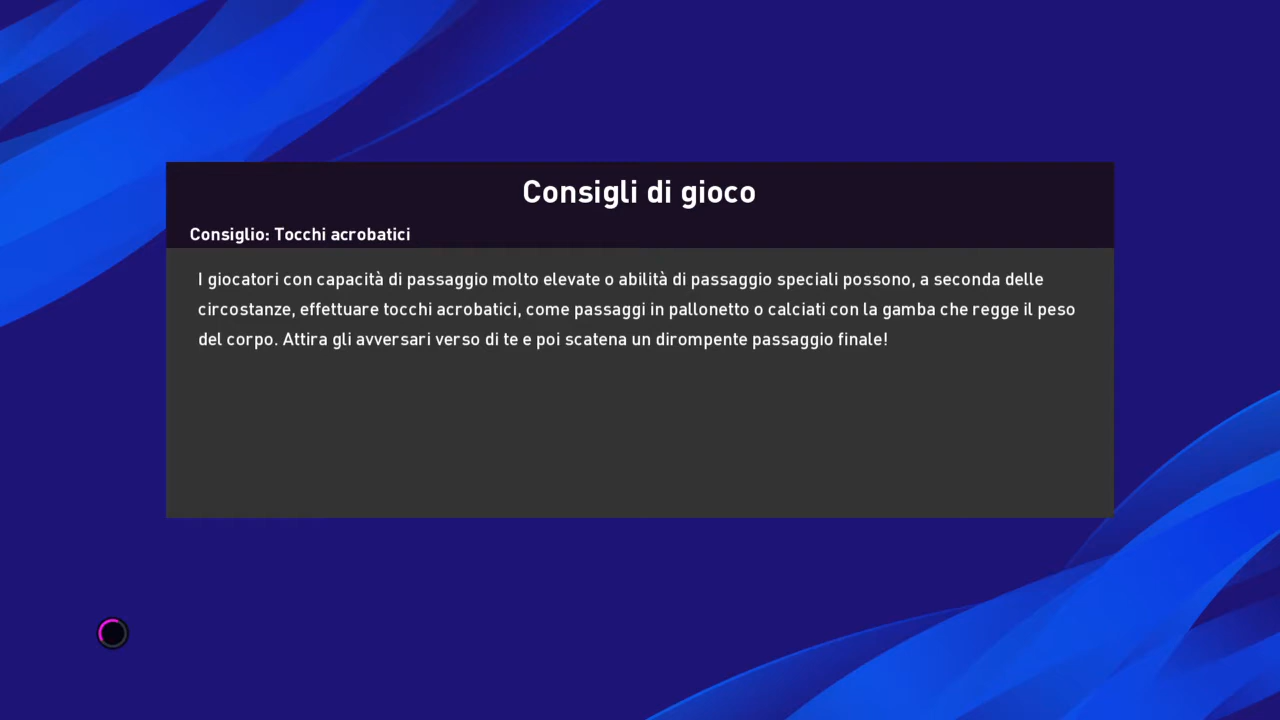 Consigli di gioco
Consiglio: Tocchi acrobatici
I giocatori con capacità di passaggio molto elevate o abilità di passaggio speciali possono, a seconda delle
circostanze, effettuare tocchi acrobatici, come passaggi in pallonetto o calciati con la gamba che regge il peso
del corpo. Attira gli avversari verso di te e poi scatena un dirompente passaggio finale!